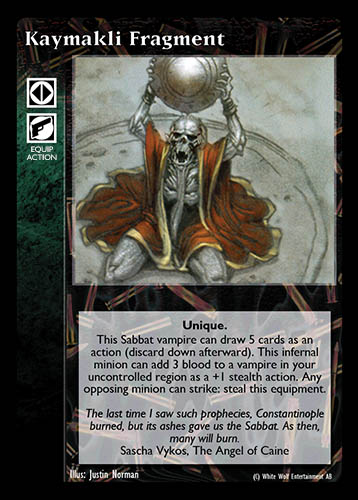 Kaymakli Fragment
EQUIP
ACTION
Unique.
This Sabbat vampire can draw 5 cards as an
action (discard down afterward). This infernal
minion can add 3 blood to a vampire in your
uncontrolled region as a +1 stealth action. Any
opposing minion can strike: steal this equipment.
The last time I saw such prophecies, Constantinople
burned, but its ashes gave us the Sabbat. As then,
many will burn.
Sascha Vykos, The Angel of Caine
Illus: Justin Norman
(C) White Wolf Entertainment AB